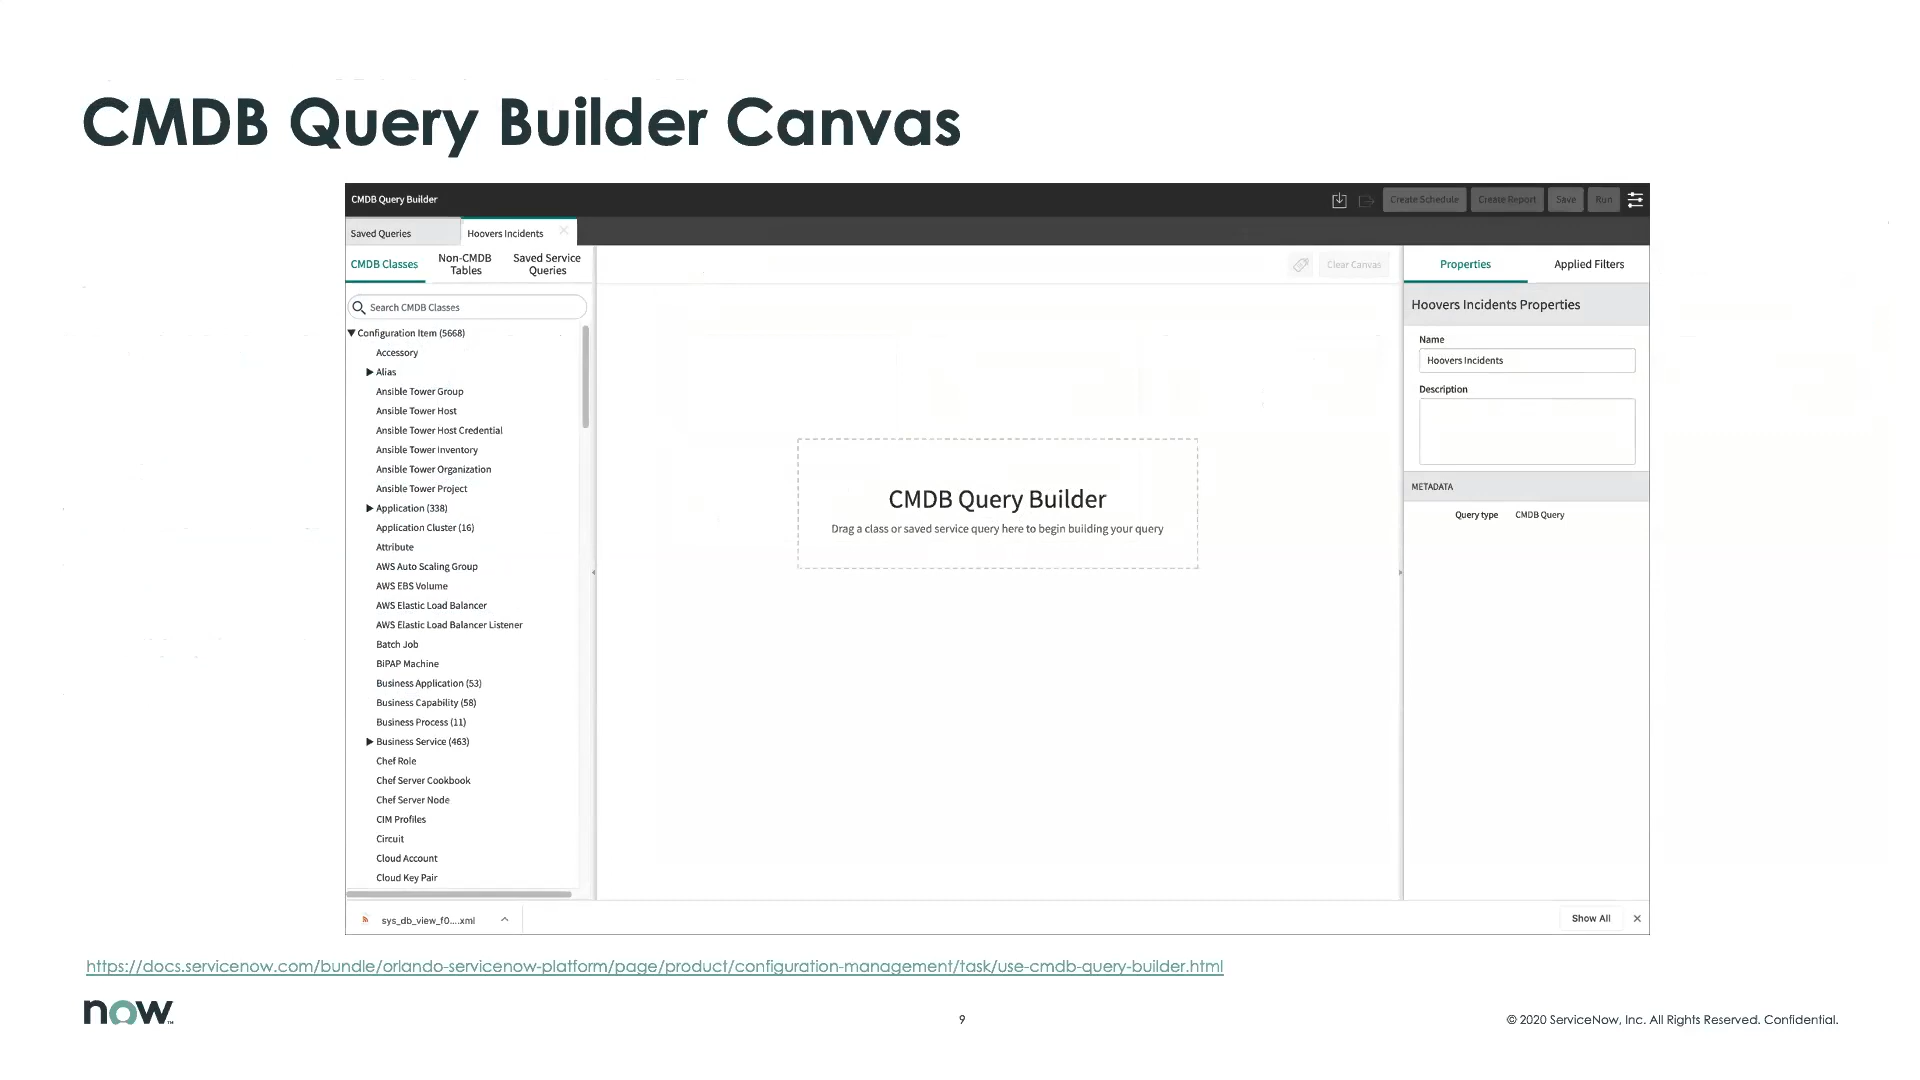 CMDB Query Builder Canvas
CMDB Query Builder
Create Schedule
Create Report
Save
Run
Saved Queries
Hoovers Incidents
CMDB Classes
Non-CMDB
Tables
Saved Service
Queries
Clear Canvas
Properties
Applied Filters
Search CMDB Classes
Configuration Item (5668)
Accessory
Alias
Ansible Tower Group
Ansible Tower Host
Ansible Tower Host Credential
Ansible Tower Inventory
Ansible Tower Organization
Ansible Tower Project
Application (338)
Application Cluster (16)
Attribute
AWS Auto Scaling Group
AWS EBS Volume
AWS Elastic Load Balancer
AWS Elastic Load Balancer Listener
Batch Job
BiPAP Machine
Business Application (53)
Business Capability (58)
Business Process (11)
Business Service (463)
Chef Role
Chef Server Cookbook
Chef Server Node
CIM Profiles
Circuit
Cloud Account
Cloud Key Pair
CMDB Query Builder
Drag a class or saved service query here to begin building your query
Hoovers Incidents Properties
Name
Hoovers Incidents
Description
METADATA
Query type CMDB Query
sys_db_view_f0....xml
Show All
https://docs.servicenow.com/bundle/orlando-servicenow-platform/page/product/configuration-management/task/use-cmdb-query-builder.html
now
9
© 2020 ServiceNow, Inc. All Rights Reserved. Confidential.